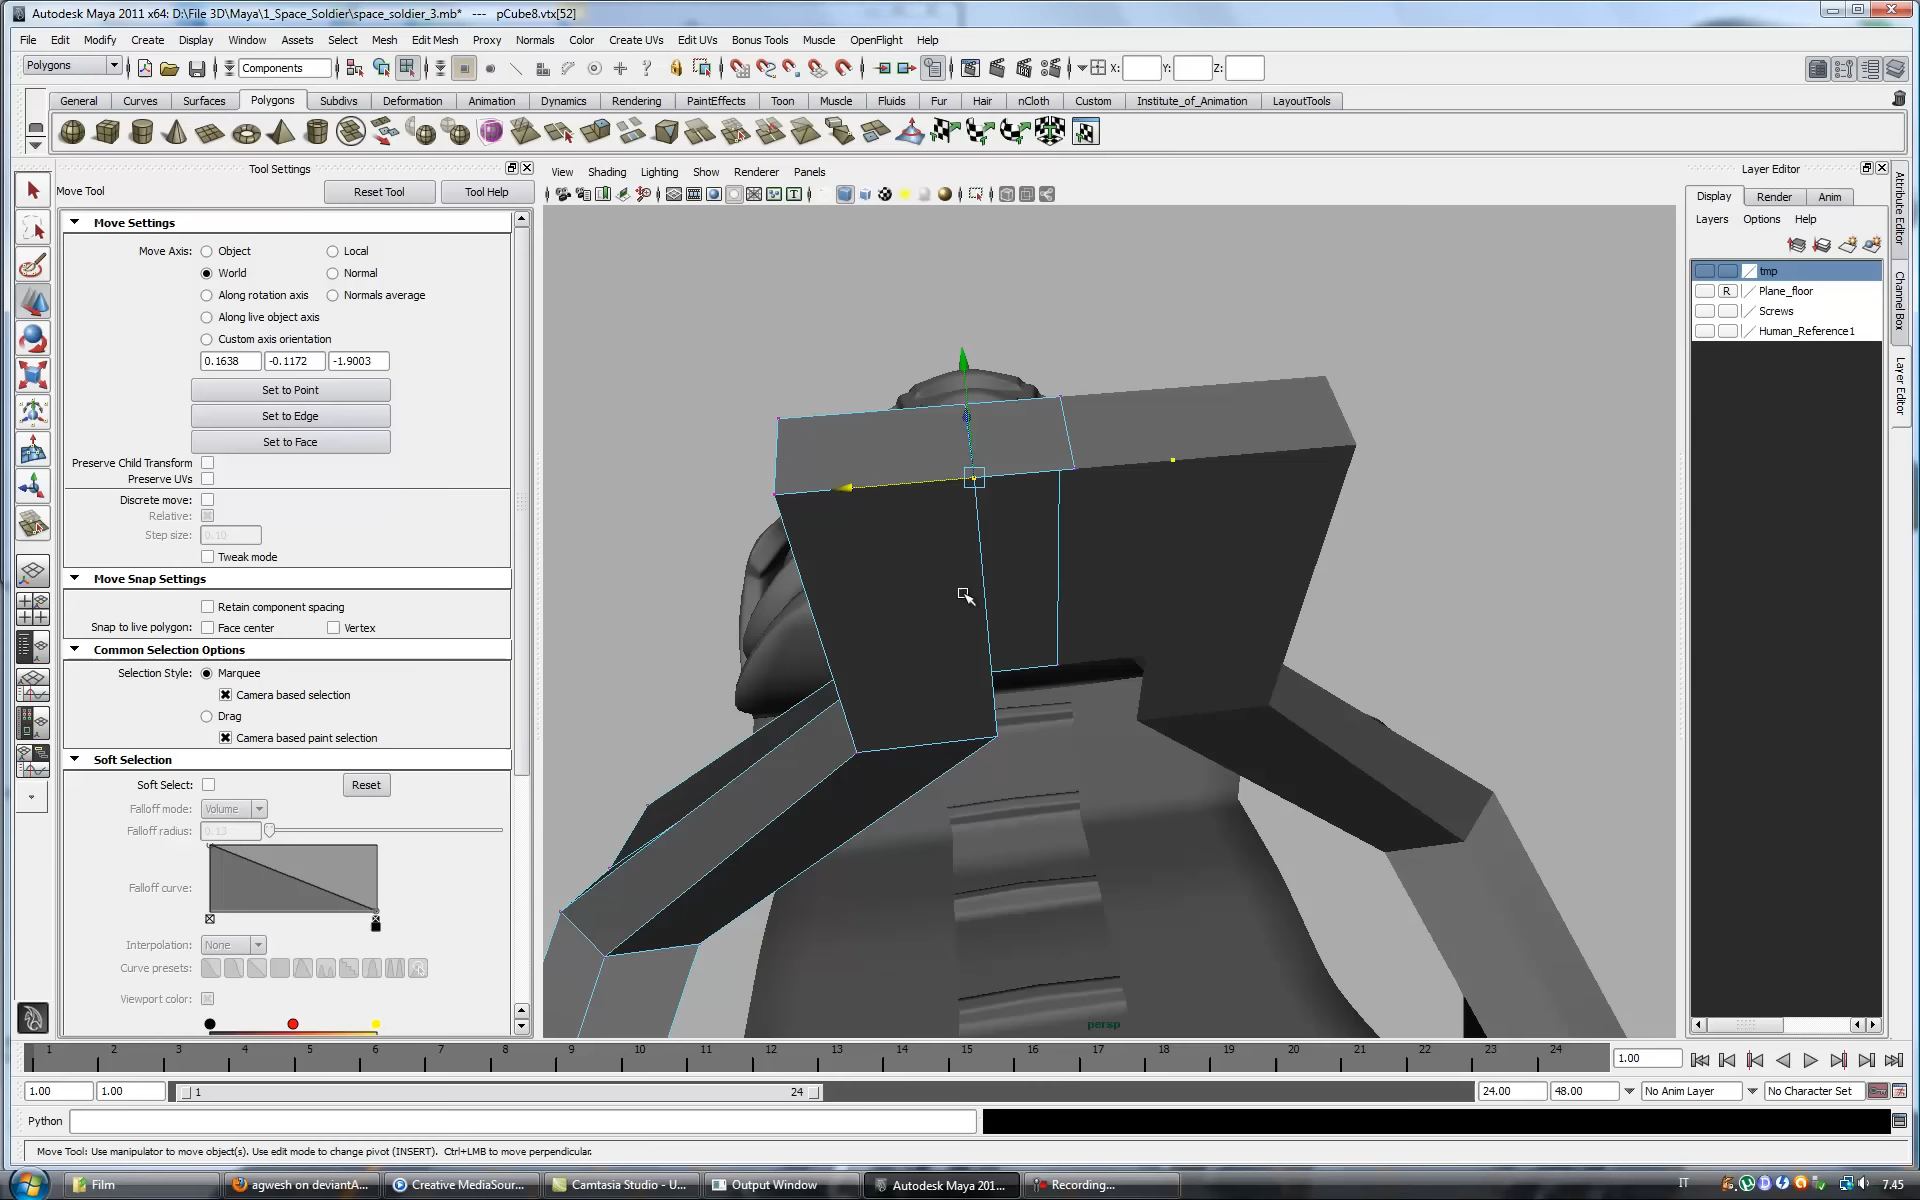 Autodesk Maya 2011 x64: D:\File 3D\Maya\1_Space_Soldier\space_soldier_3.mb*   ---   pCube8.vtx[52]
File Edit Modify Create Display Window Assets Select Mesh Edit Mesh Proxy Normals Color Create UVs Edit UVs Bonus Tools Muscle OpenFlight Help
Polygons Components X: Y: Z:
General Curves Surfaces Polygons Subdivs Deformation Animation Dynamics Rendering PaintEffects Toon Muscle Fluids Fur Hair nCloth Custom Institute_of_Animation LayoutTools
Tool Settings
Move Tool Reset Tool Tool Help
Move Settings
Move Axis: Object Local
World Normal
Along rotation axis Normals average
Along live object axis
Custom axis orientation
0.1638 -0.1172 -1.9003
Set to Point
Set to Edge
Set to Face
Preserve Child Transform
Preserve UVs
Discrete move:
Relative:
Step size: 0.10
Tweak mode
Move Snap Settings
Retain component spacing
Snap to live polygon: Face center Vertex
Common Selection Options
Selection Style: Marquee
Camera based selection
Drag
Camera based paint selection
Soft Selection
Soft Select: Reset
Falloff mode: Volume
Falloff radius: 0.13
Falloff curve:
Interpolation: None
Curve presets:
Viewport color:
View Shading Lighting Show Renderer Panels
persp
Layer Editor
Display Render Anim
Layers Options Help
tmp
R Plane_floor
Screws
Human_Reference1
Attribute Editor
Channel Box
Layer Editor
1 2 3 4 5 6 7 8 9 10 11 12 13 14 15 16 17 18 19 20 21 22 23 24 1.00
1.00 1.00 1 24 24.00 48.00 No Anim Layer No Character Set
Python
Move Tool: Use manipulator to move object(s). Use edit mode to change pivot (INSERT).  Ctrl+LMB to move perpendicular.
Film agwesh on deviantA... Creative MediaSour... Camtasia Studio - U... Output Window Autodesk Maya 201... Recording... IT 7.45